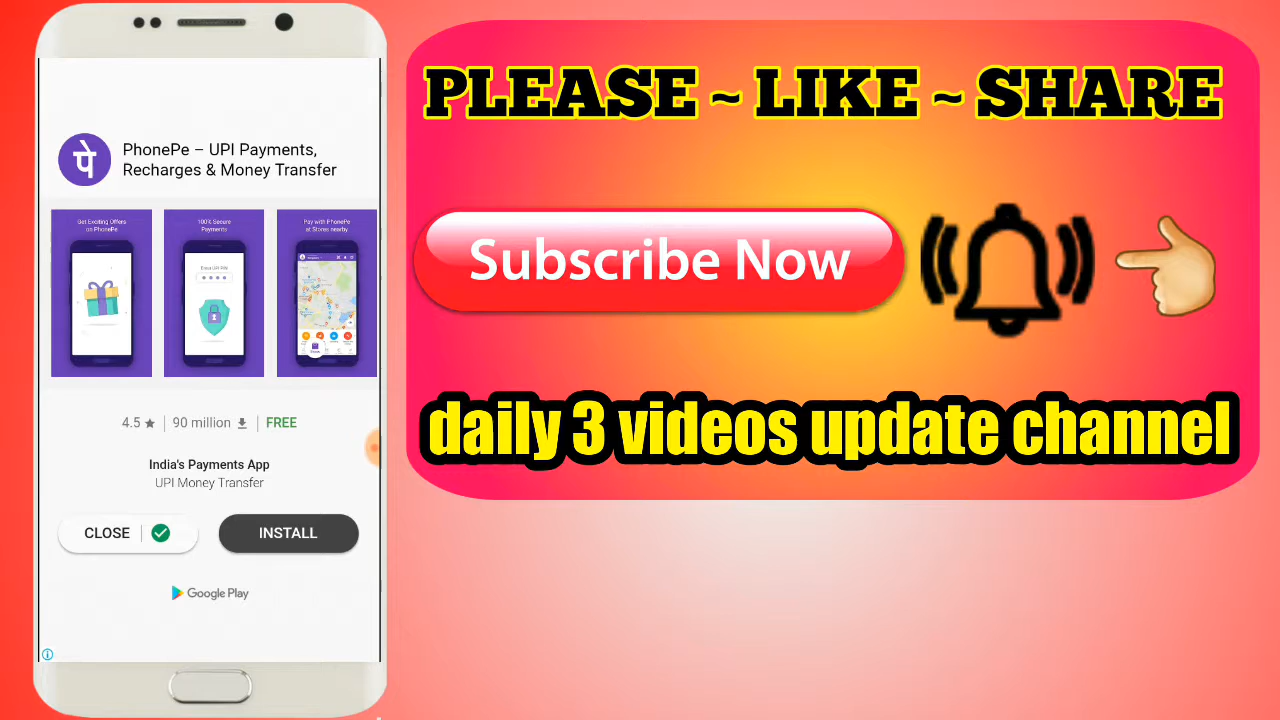 PLEASE ~ LIKE ~ SHARE
Subscribe Now
daily 3 videos update channel
पे
PhonePe – UPI Payments,
Recharges & Money Transfer
Get Exciting Offers
on PhonePe
100% Secure
Payments
Pay with PhonePe
at Stores nearby
4.5
90 million
FREE
India's Payments App
UPI Money Transfer
CLOSE
INSTALL
Google Play